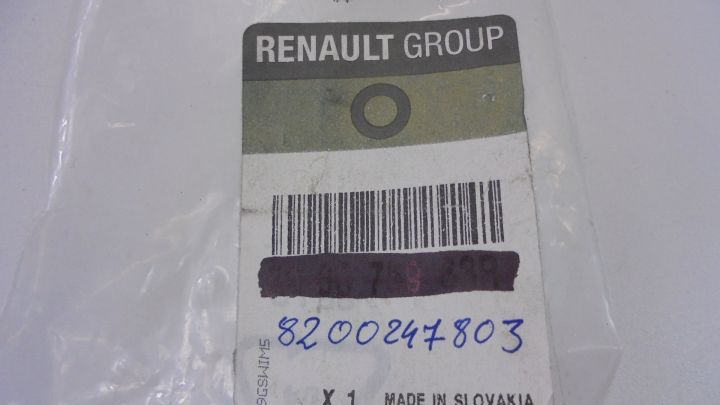 RENAULT GROUP
8200247803
X 1 MADE IN SLOVAKIA